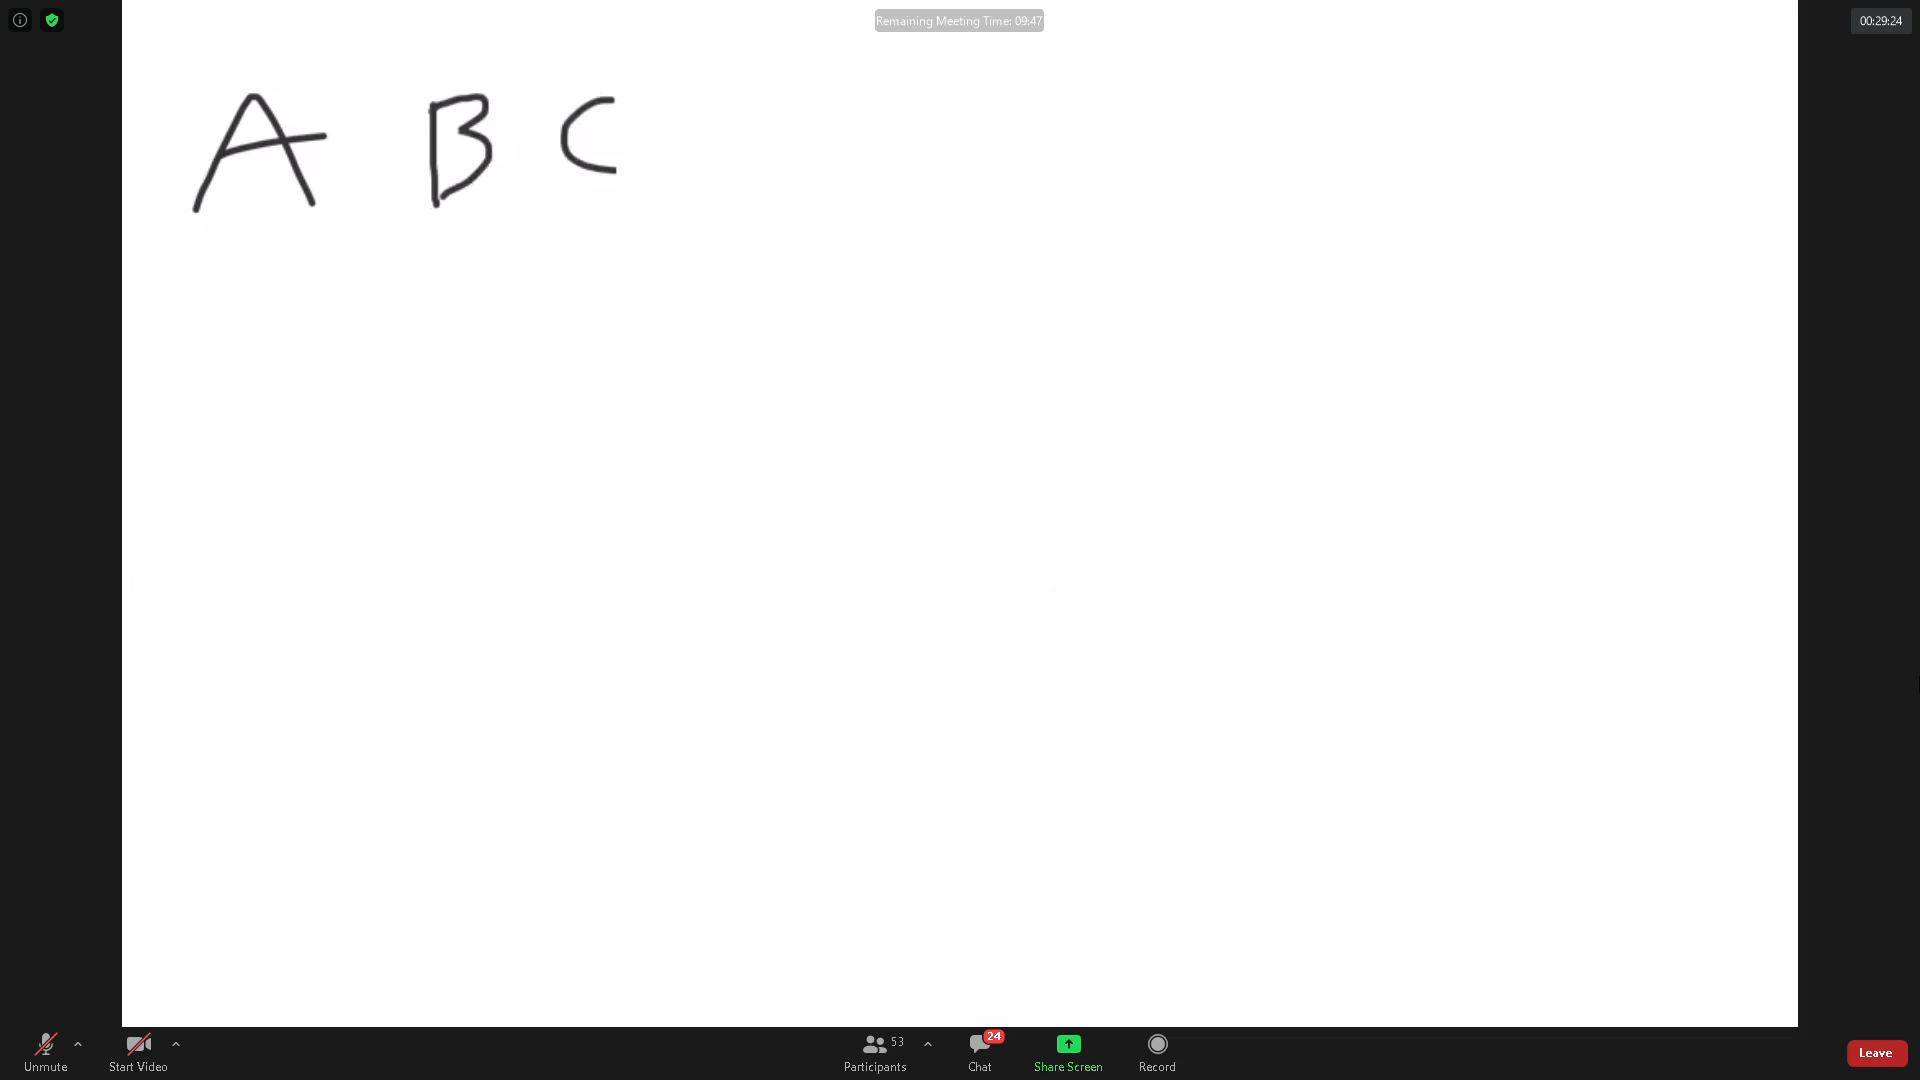 Remaining Meeting Time: 09:47
00:29:24
A B C
Unmute
Start Video
53
Participants
24
Chat
Share Screen
Record
Leave